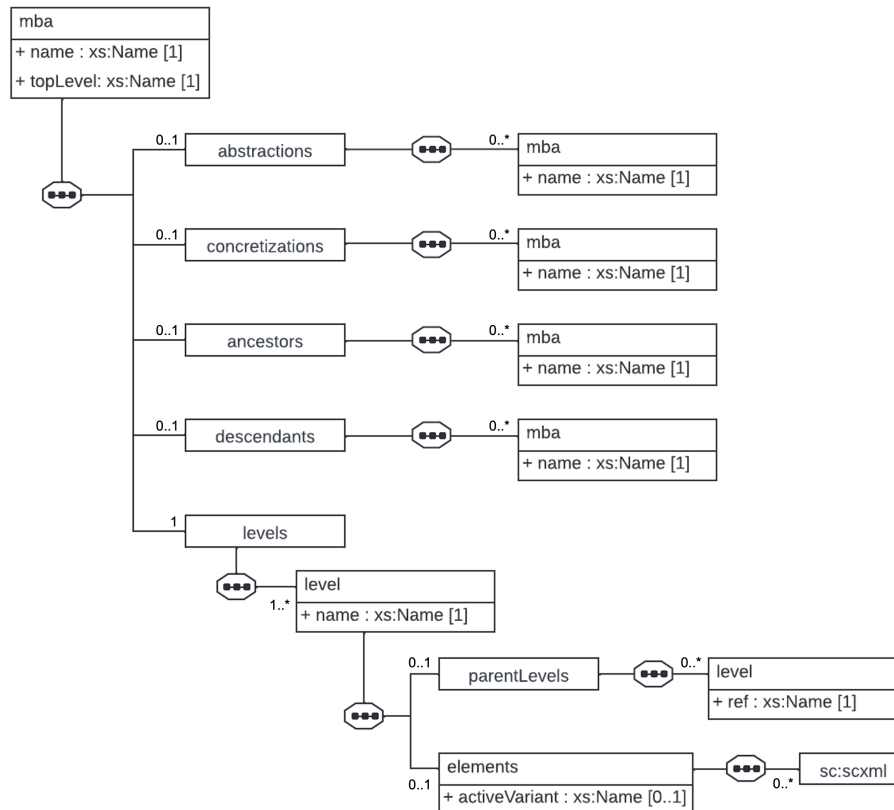 mba
+ name : xs:Name [1]
+ topLevel: xs:Name [1]
0..1
abstractions
0..*
mba
+ name : xs:Name [1]
0..1
concretizations
0..*
mba
+ name : xs:Name [1]
0..1
ancestors
0..*
mba
+ name : xs:Name [1]
0..1
descendants
0..*
mba
+ name : xs:Name [1]
1
levels
1..*
level
+ name : xs:Name [1]
0..1
parentLevels
0..*
level
+ ref : xs:Name [1]
0..1
elements
+ activeVariant : xs:Name [0..1]
0..*
sc:scxml